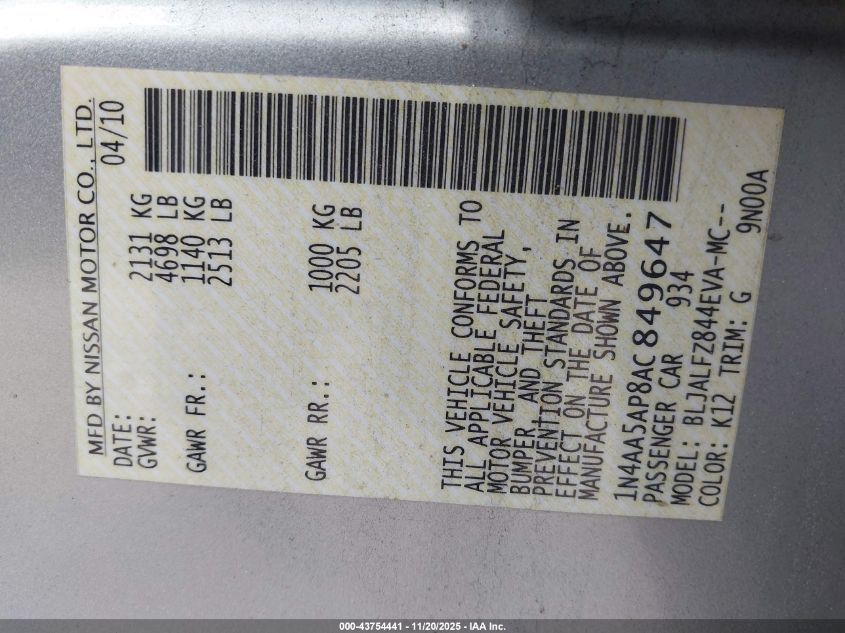 MFD BY NISSAN MOTOR CO., LTD.
DATE: 04/10
GVWR: 2131 KG
4698 LB
GAWR FR.: 1140 KG
2513 LB
GAWR RR.: 1000 KG
2205 LB
THIS VEHICLE CONFORMS TO
ALL APPLICABLE FEDERAL
MOTOR VEHICLE SAFETY,
BUMPER, AND THEFT
PREVENTION STANDARDS IN
EFFECT ON THE DATE OF
MANUFACTURE SHOWN ABOVE.
1N4AA5AP8AC849647
PASSENGER CAR 934
MODEL: BLJALFZ844EVA-MC--
COLOR: K12 TRIM: G 9N00A
000-43754441 - 11/20/2025 - IAA Inc.